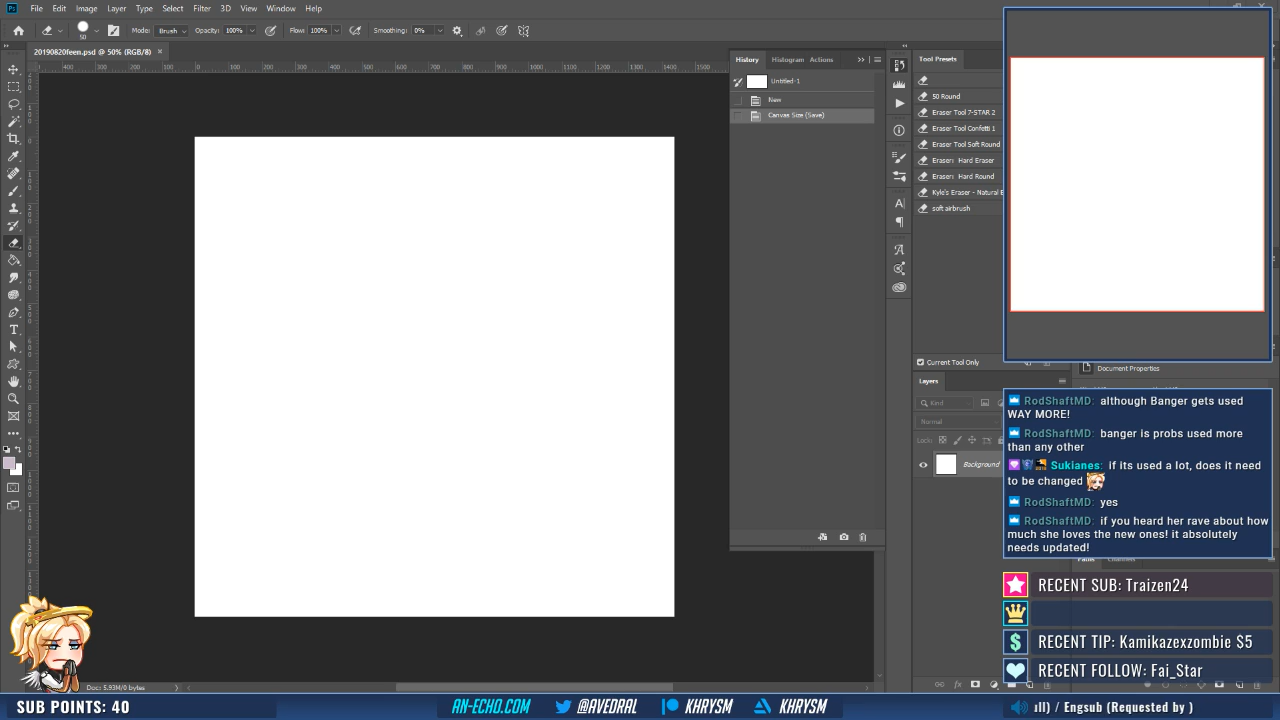 File Edit Image Layer Type Select Filter 3D View Window Help
50 Mode: Brush Opacity: 100% Flow: 100% Smoothing: 0%
20190820feen.psd @ 50% (RGB/8) ×
History Histogram Actions
Untitled-1
New
Canvas Size (Save)
Tool Presets
50 Round
Eraser Tool 7-STAR 2
Eraser Tool Confetti 1
Eraser Tool Soft Round
Eraser: Hard Eraser
Eraser: Hard Round
Kyle's Eraser - Natural E
soft airbrush
Current Tool Only
Document Properties
Layers
Kind
Normal
Lock:
Background
RodShaftMD: although Banger gets used
WAY MORE!
RodShaftMD: banger is probs used more
than any other
Sukianes: if its used a lot, does it need
to be changed
RodShaftMD: yes
RodShaftMD: if you heard her rave about how
much she loves the new ones! it absolutely
needs updated!
Paths Channels
RECENT SUB: Traizen24
RECENT TIP: Kamikazexzombie $5
RECENT FOLLOW: Fai_Star
Doc: 5.93M/0 bytes
SUB POINTS: 40
AN-ECHO.COM @AVEDRAL KHRYSM KHRYSM
ill) / Engsub (Requested by )